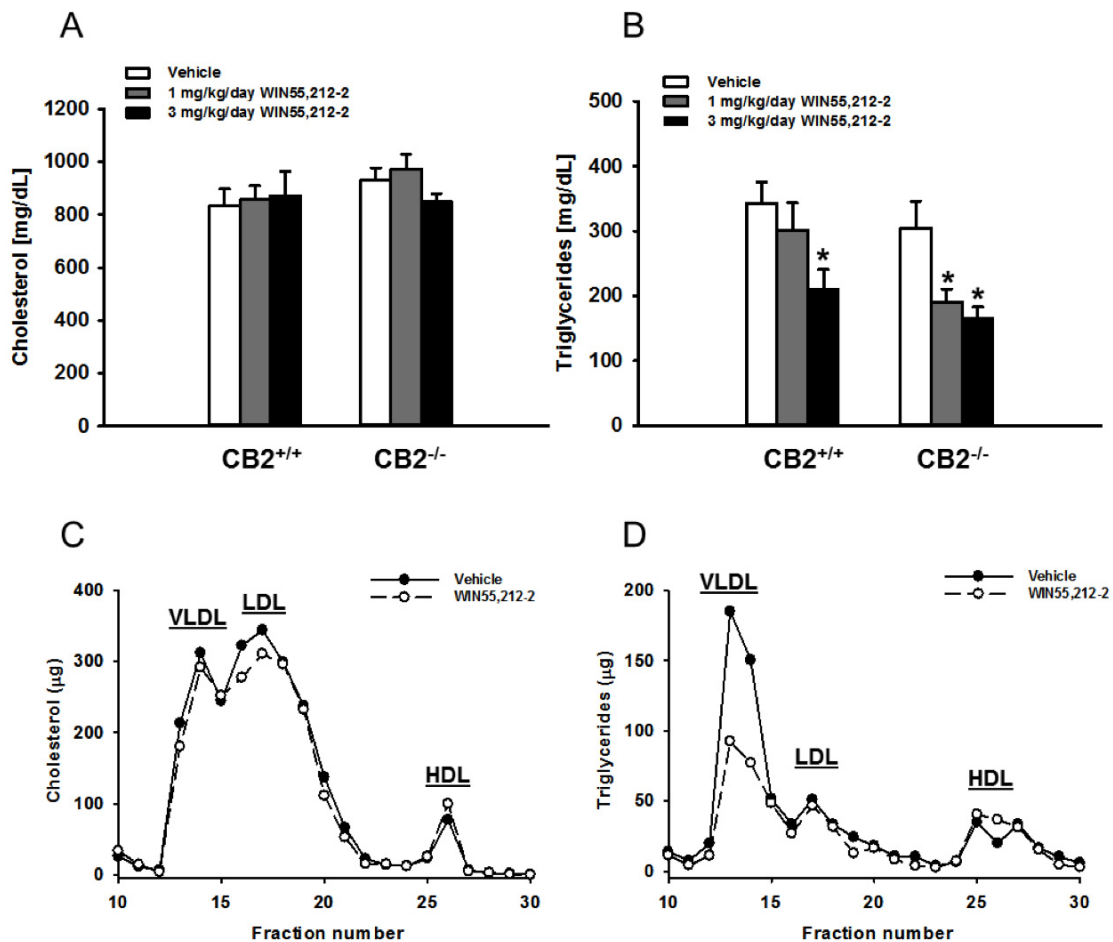 A
Vehicle
1 mg/kg/day WIN55,212-2
3 mg/kg/day WIN55,212-2
Cholesterol [mg/dL]
1200
1000
800
600
400
200
0
CB2+/+
CB2-/-
B
Vehicle
1 mg/kg/day WIN55,212-2
3 mg/kg/day WIN55,212-2
Triglycerides [mg/dL]
500
400
300
200
100
0
*
*
*
CB2+/+
CB2-/-
C
Vehicle
WIN55,212-2
VLDL
LDL
HDL
Cholesterol (µg)
400
300
200
100
0
10
15
20
25
30
Fraction number
D
Vehicle
WIN55,212-2
VLDL
LDL
HDL
Triglycerides (µg)
200
150
100
50
0
10
15
20
25
30
Fraction number